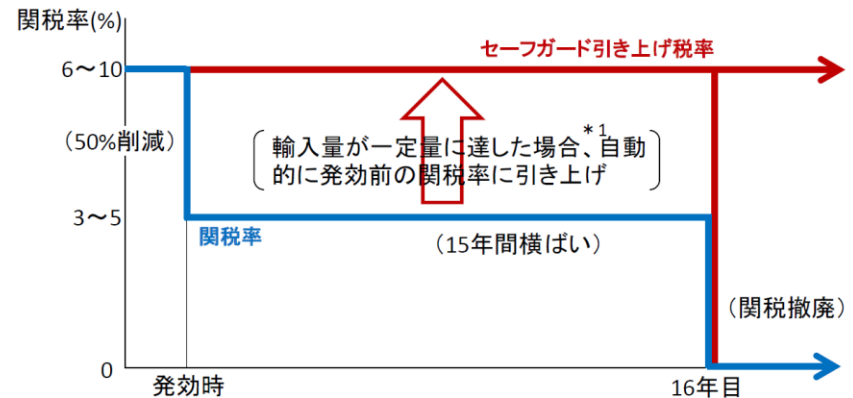 関税率(%)
セーフガード引き上げ税率
6～10
（50%削減）
輸入量が一定量に達した場合*1、自動
的に発効前の関税率に引き上げ
3～5
関税率
（15年間横ばい）
（関税撤廃）
0
発効時
16年目